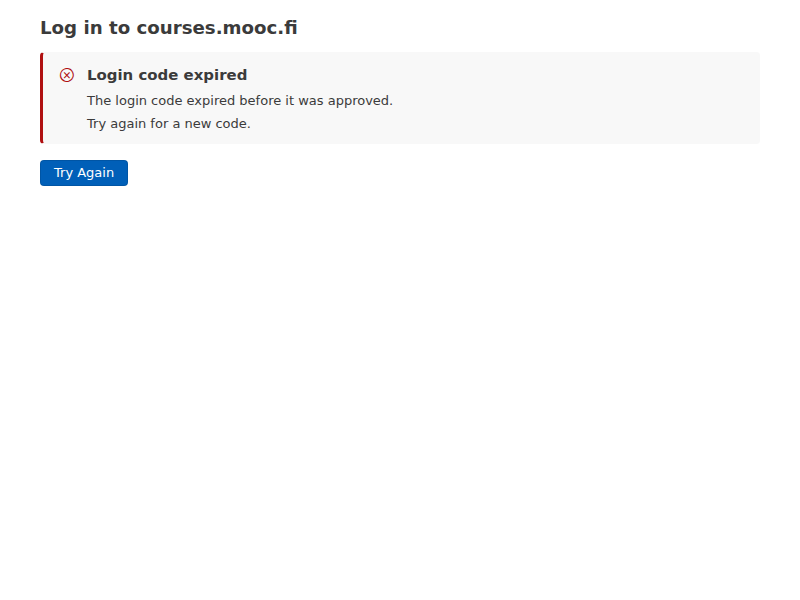 Log in to courses.mooc.fi
Login code expired
The login code expired before it was approved.
Try again for a new code.
Try Again